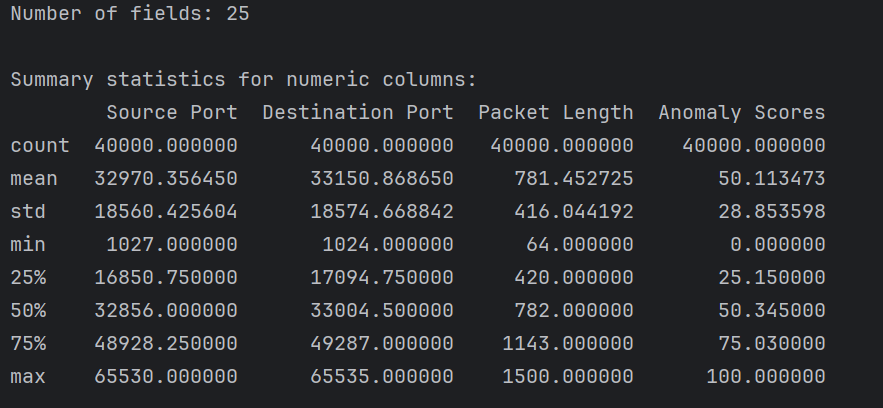 Number of fields: 25
Summary statistics for numeric columns:
Source Port Destination Port Packet Length Anomaly Scores
count 40000.000000 40000.000000 40000.000000 40000.000000
mean 32970.356450 33150.868650 781.452725 50.113473
std 18560.425604 18574.668842 416.044192 28.853598
min 1027.000000 1024.000000 64.000000 0.000000
25% 16850.750000 17094.750000 420.000000 25.150000
50% 32856.000000 33004.500000 782.000000 50.345000
75% 48928.250000 49287.000000 1143.000000 75.030000
max 65530.000000 65535.000000 1500.000000 100.000000